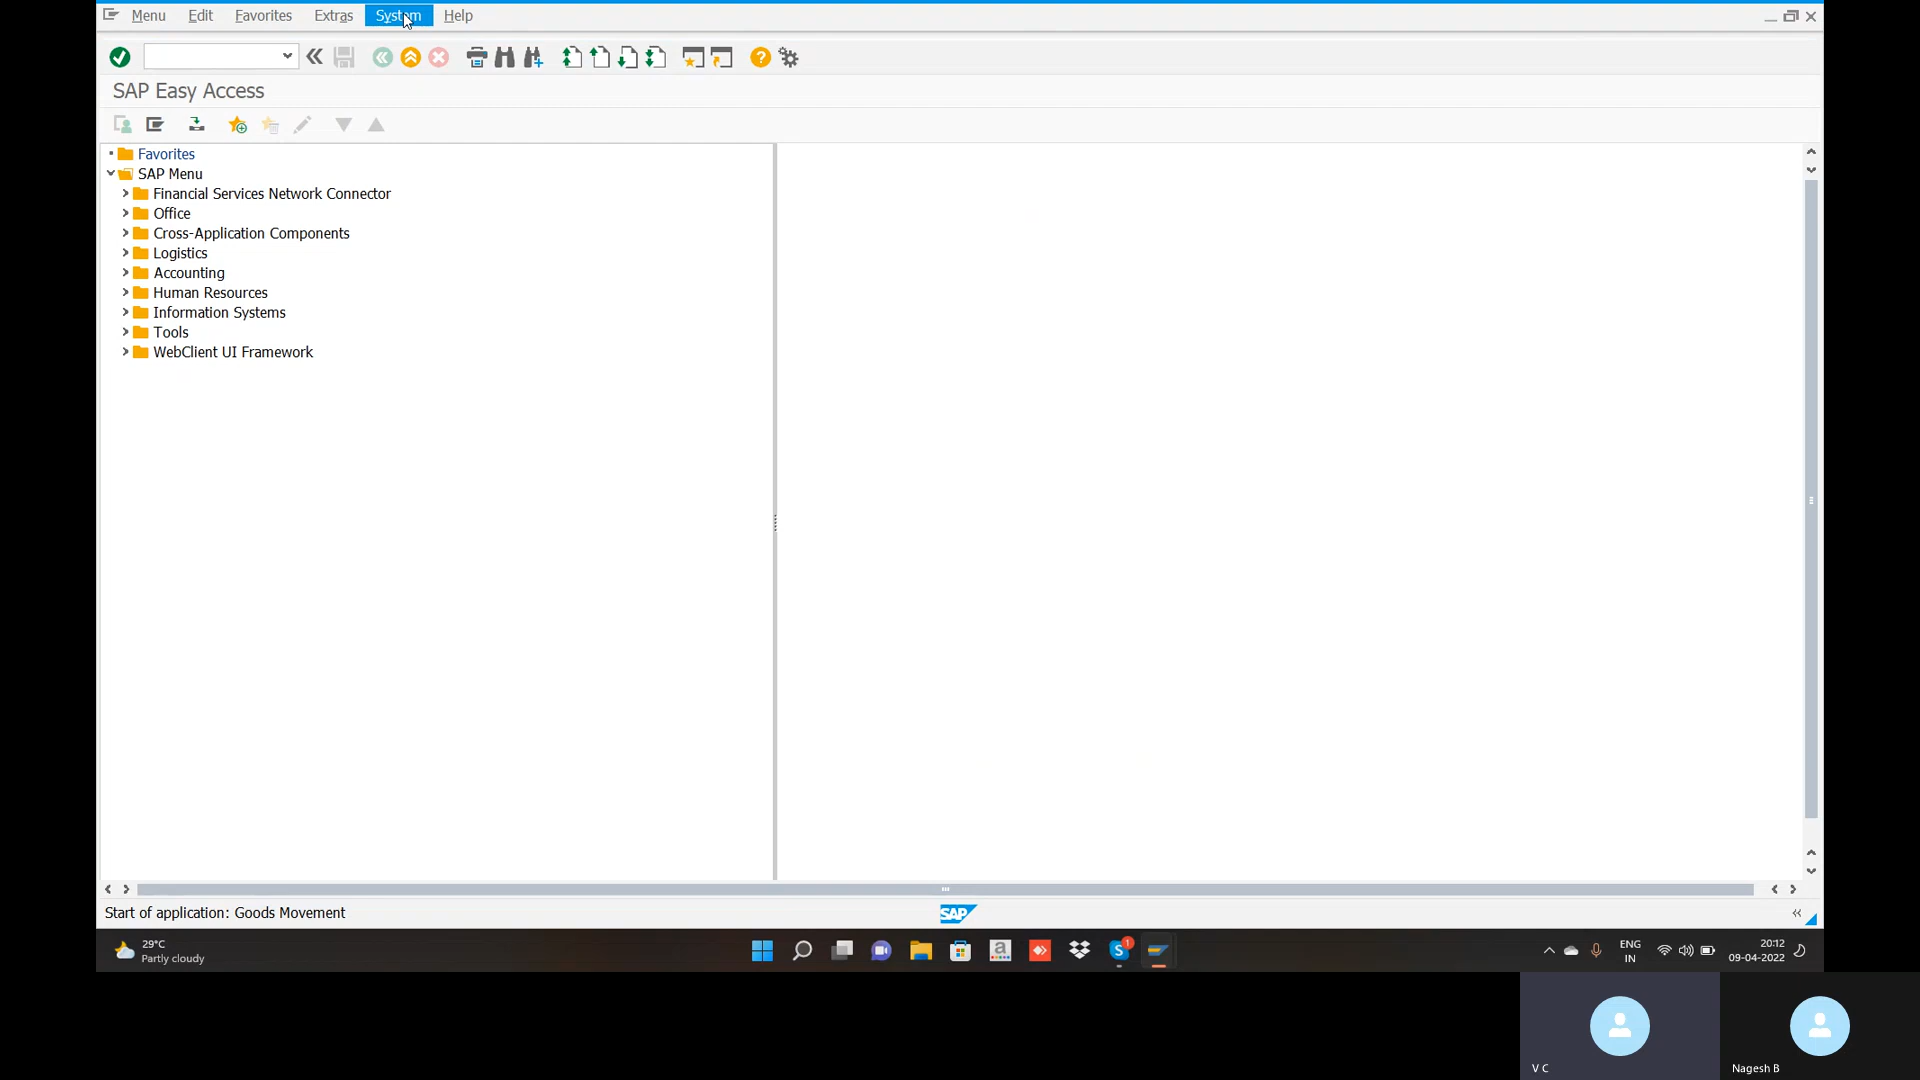 Menu Edit Favorites Extras System Help
SAP Easy Access
Favorites
SAP Menu
Financial Services Network Connector
Office
Cross-Application Components
Logistics
Accounting
Human Resources
Information Systems
Tools
WebClient UI Framework
Start of application: Goods Movement
SAP
29°C
Partly cloudy
ENG
IN
20:12
09-04-2022
V C
Nagesh B